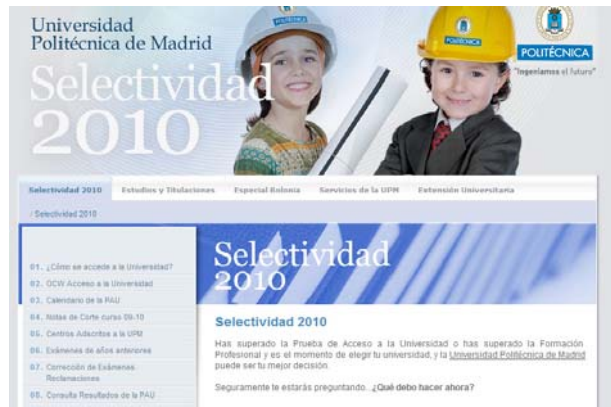 Universidad
Politécnica de Madrid
Selectividad
2010
POLITÉCNICA
POLITÉCNICA
"Ingeniamos el futuro"
Selectividad 2010 Estudios y Titulaciones Especial Bolonia Servicios de la UPM Extensión Universitaria
/ Selectividad 2010
Selectividad
2010
01. ¿Cómo se accede a la Universidad?
02. OCW Acceso a la Universidad
03. Calendario de la PAU
04. Notas de Corte curso 09-10
05. Centros Adscritos a la UPM
06. Exámenes de años anteriores
07. Corrección de Exámenes. Reclamaciones
08. Consulta Resultados de la PAU
Selectividad 2010
Has superado la Prueba de Acceso a la Universidad o has superado la Formación
Profesional y es el momento de elegir tu universidad, y la Universidad Politécnica de Madrid
puede ser tu mejor decisión.
Seguramente le estarás preguntando...¿Qué debo hacer ahora?